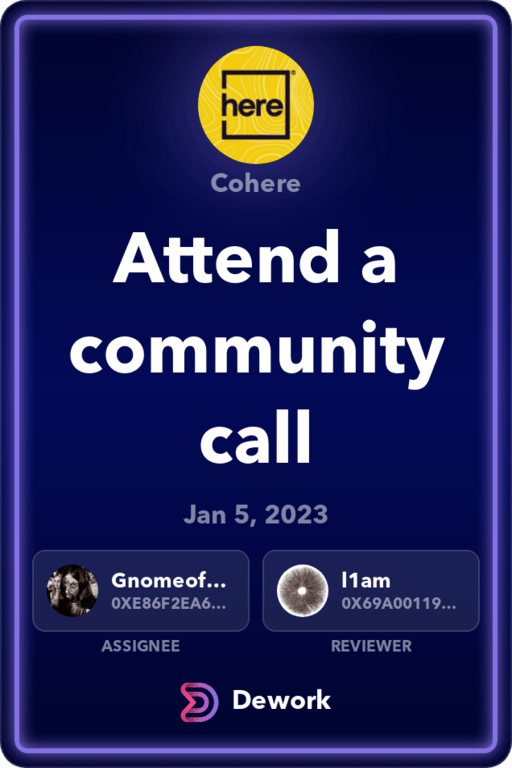 here
Cohere
Attend a
community
call
Jan 5, 2023
Gnomeof...
0XE86F2EA6...
ASSIGNEE
l1am
0X69A00119...
REVIEWER
Dework